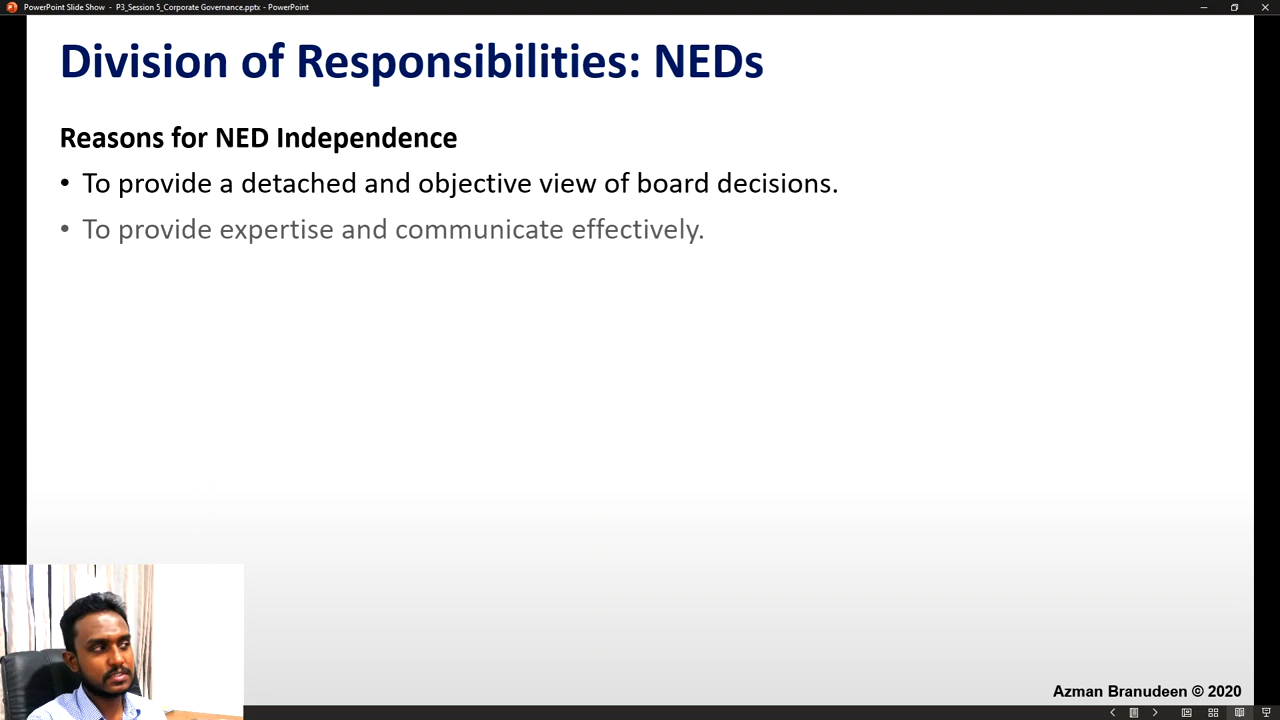 PowerPoint Slide Show - P3_Session 5_Corporate Governance.pptx - PowerPoint
Division of Responsibilities: NEDs
Reasons for NED Independence
• To provide a detached and objective view of board decisions.
• To provide expertise and communicate effectively.
Azman Branudeen © 2020